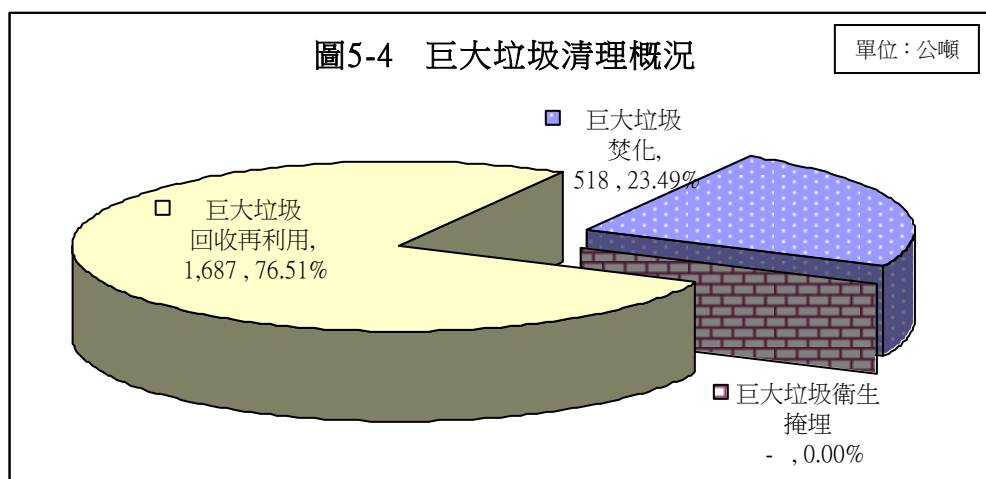 圖5-4　巨大垃圾清理概況
單位：公噸
巨大垃圾
焚化,
518 , 23.49%
巨大垃圾
回收再利用,
1,687 , 76.51%
巨大垃圾衛生
掩埋
- , 0.00%